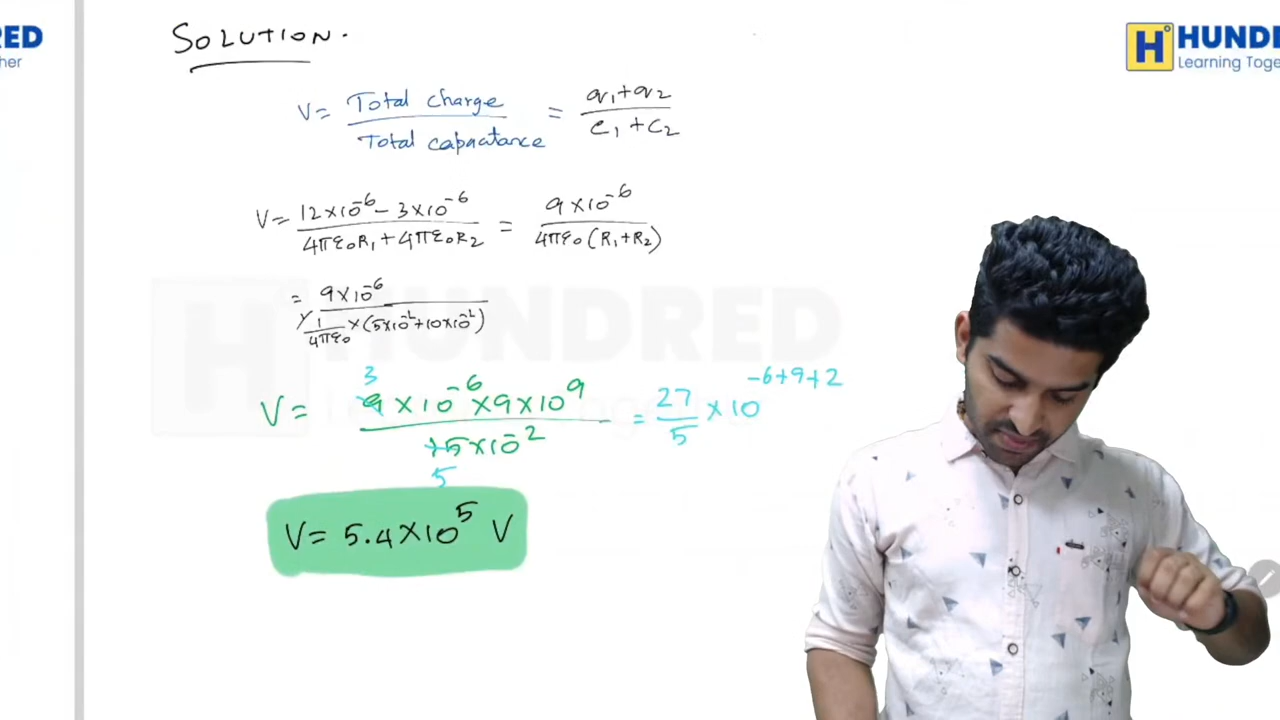 RED
HUNDR
her
Learning Toge
SOLUTION.
V = Total charge / Total capacitance = q₁+q₂ / C₁+C₂
V = 12×10⁻⁶ - 3×10⁻⁶ / 4πε₀R₁+4πε₀R₂ = 9×10⁻⁶ / 4πε₀(R₁+R₂)
= 9×10⁻⁶ / 1/4πε₀ × (5×10⁻²+10×10⁻²)
HUNDRED
3
V = 9×10⁻⁶×9×10⁹ / 15×10⁻² = 27/5 ×10⁻⁶⁺⁹⁺²
5
V = 5.4×10⁵ V